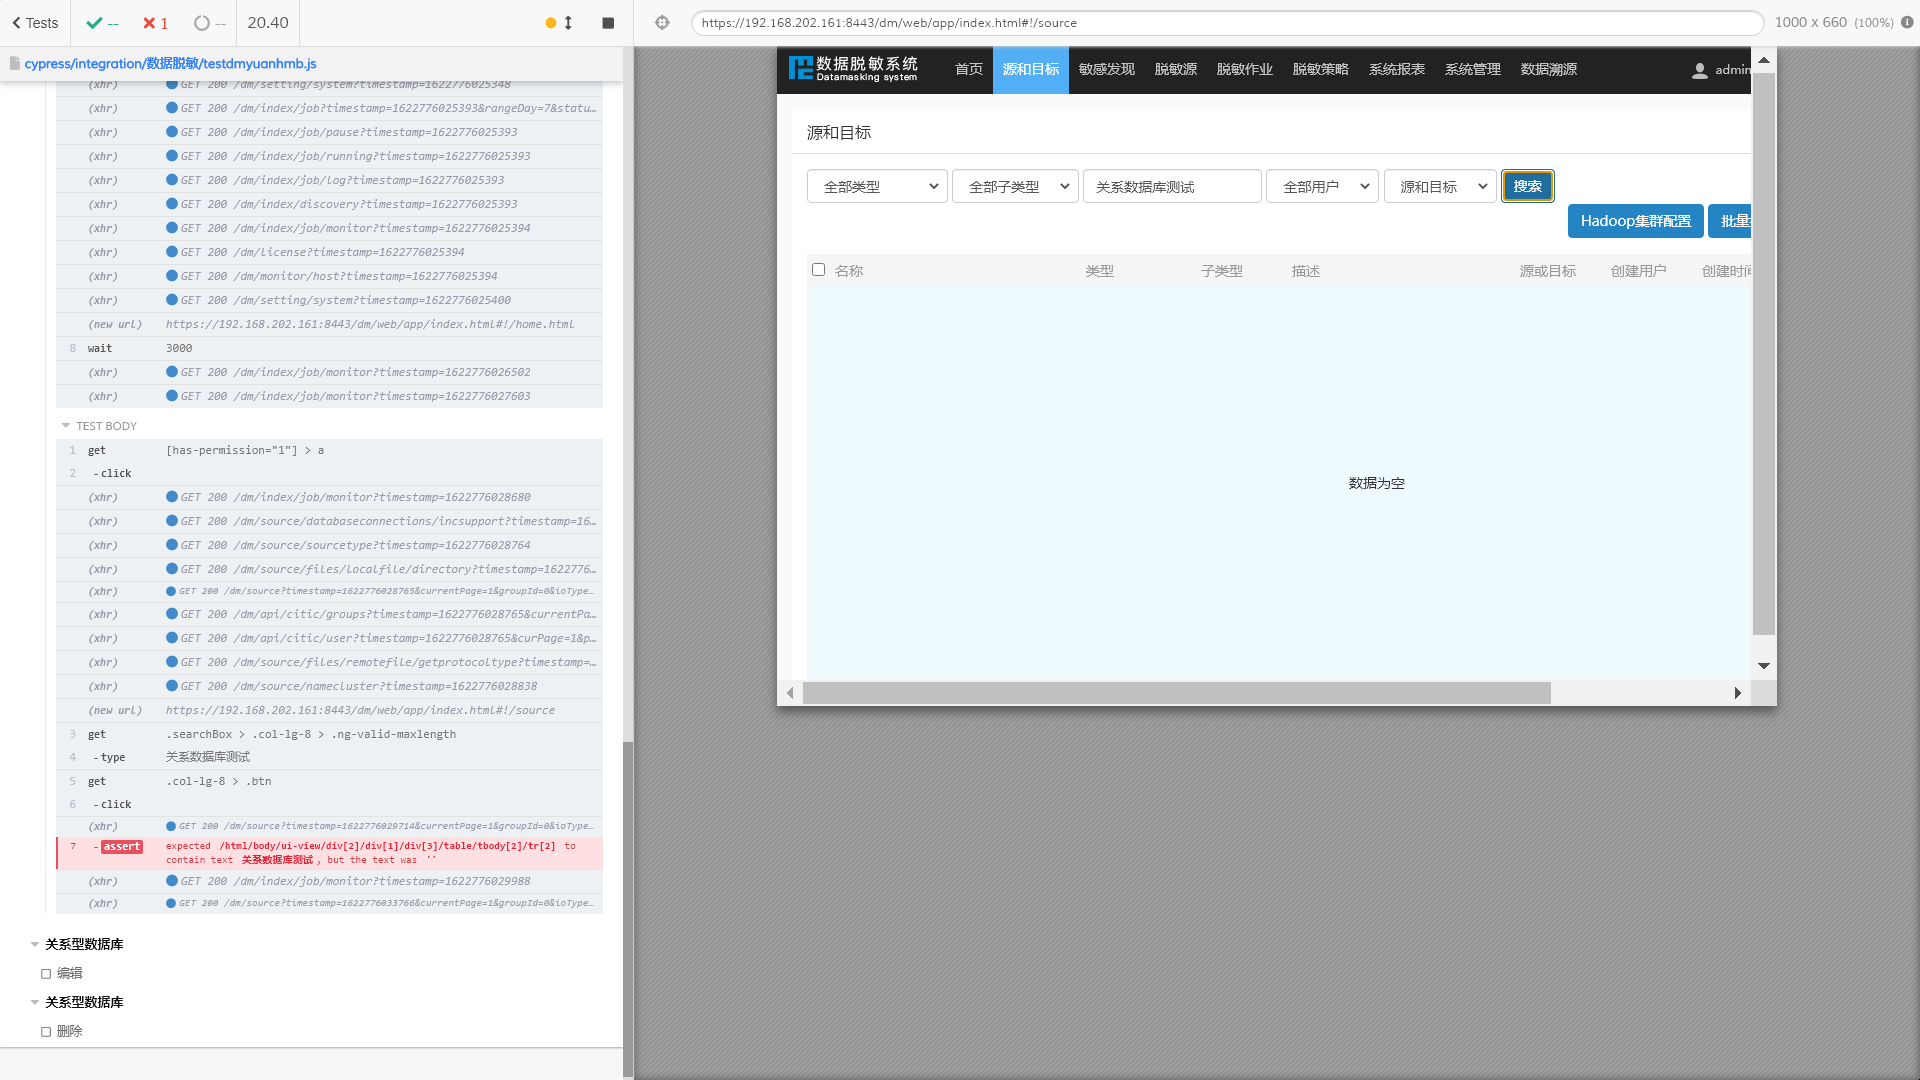 Tests
--
1
--
20.40
https://192.168.202.161:8443/dm/web/app/index.html#!/source
1000 x 660 (100%)
cypress/integration/数据脱敏/testdmyuanhmb.js
(xhr) GET 200 /dm/setting/system?timestamp=1622776025348
(xhr) GET 200 /dm/index/job?timestamp=1622776025393&rangeDay=7&statu…
(xhr) GET 200 /dm/index/job/pause?timestamp=1622776025393
(xhr) GET 200 /dm/index/job/running?timestamp=1622776025393
(xhr) GET 200 /dm/index/job/log?timestamp=1622776025393
(xhr) GET 200 /dm/index/discovery?timestamp=1622776025393
(xhr) GET 200 /dm/index/job/monitor?timestamp=1622776025394
(xhr) GET 200 /dm/license?timestamp=1622776025394
(xhr) GET 200 /dm/monitor/host?timestamp=1622776025394
(xhr) GET 200 /dm/setting/system?timestamp=1622776025400
(new url) https://192.168.202.161:8443/dm/web/app/index.html#!/home.html
8 wait 3000
(xhr) GET 200 /dm/index/job/monitor?timestamp=1622776026502
(xhr) GET 200 /dm/index/job/monitor?timestamp=1622776027603
TEST BODY
1 get [has-permission="1"] > a
2 -click
(xhr) GET 200 /dm/index/job/monitor?timestamp=1622776028680
(xhr) GET 200 /dm/source/databaseconnections/incsupport?timestamp=16…
(xhr) GET 200 /dm/source/sourcetype?timestamp=1622776028764
(xhr) GET 200 /dm/source/files/localfile/directory?timestamp=1622776…
(xhr) GET 200 /dm/source?timestamp=1622776028765&currentPage=1&groupId=0&ioType…
(xhr) GET 200 /dm/api/citic/groups?timestamp=1622776028765&currentPa…
(xhr) GET 200 /dm/api/citic/user?timestamp=1622776028765&curPage=1&p…
(xhr) GET 200 /dm/source/files/remotefile/getprotocoltype?timestamp=…
(xhr) GET 200 /dm/source/namecluster?timestamp=1622776028838
(new url) https://192.168.202.161:8443/dm/web/app/index.html#!/source
3 get .searchBox > .col-lg-8 > .ng-valid-maxlength
4 -type 关系数据库测试
5 get .col-lg-8 > .btn
6 -click
(xhr) GET 200 /dm/source?timestamp=1622776029714&currentPage=1&groupId=0&ioType…
7 -assert expected /html/body/ui-view/div[2]/div[1]/div[3]/table/tbody[2]/tr[2] to
contain text 关系数据库测试, but the text was ''
(xhr) GET 200 /dm/index/job/monitor?timestamp=1622776029988
(xhr) GET 200 /dm/source?timestamp=1622776033766&currentPage=1&groupId=0&ioType…
关系型数据库
编辑
关系型数据库
删除
数据脱敏系统
Datamasking system
首页 源和目标 敏感发现 脱敏源 脱敏作业 脱敏策略 系统报表 系统管理 数据溯源 admin
源和目标
全部类型 全部子类型 关系数据库测试 全部用户 源和目标 搜索
Hadoop集群配置 批量
名称 类型 子类型 描述 源或目标 创建用户 创建时间
数据为空